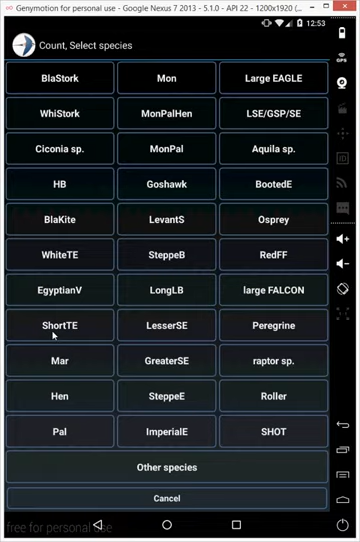 Genymotion for personal use - Google Nexus 7 2013 - 5.1.0 - API 22 - 1200x1920 (...
12:53
Count, Select species
GPS
BlaStork Mon Large EAGLE
WhiStork MonPalHen LSE/GSP/SE
Ciconia sp. MonPal Aquila sp.
HB Goshawk BootedE
BlaKite LevantS Osprey
WhiteTE SteppeB RedFF
EgyptianV LongLB large FALCON
ShortTE LesserSE Peregrine
Mar GreaterSE raptor sp.
Hen SteppeE Roller
Pal ImperialE SHOT
Other species
Cancel
free for personal use